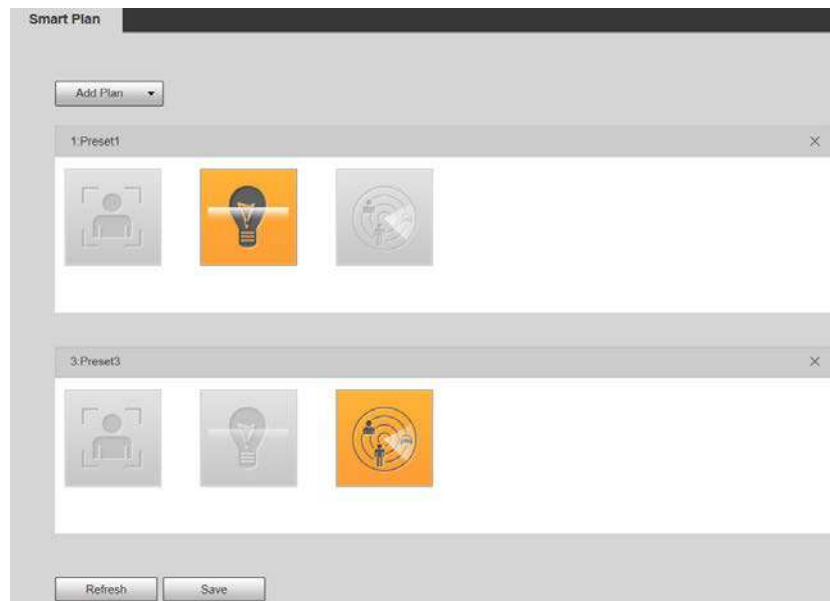 Smart Plan
Add Plan
1:Preset1
3:Preset3
Refresh Save